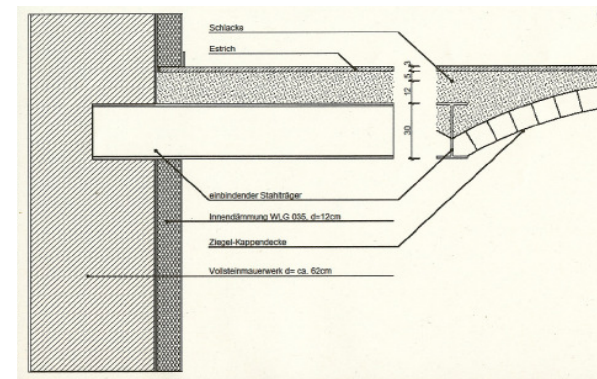 Schlacke
Estrich
3
5
12
30
einbindender Stahlträger
Innendämmung WLG 035, d=12cm
Ziegel-Kappendecke
Vollsteinmauerwerk d= ca. 62cm